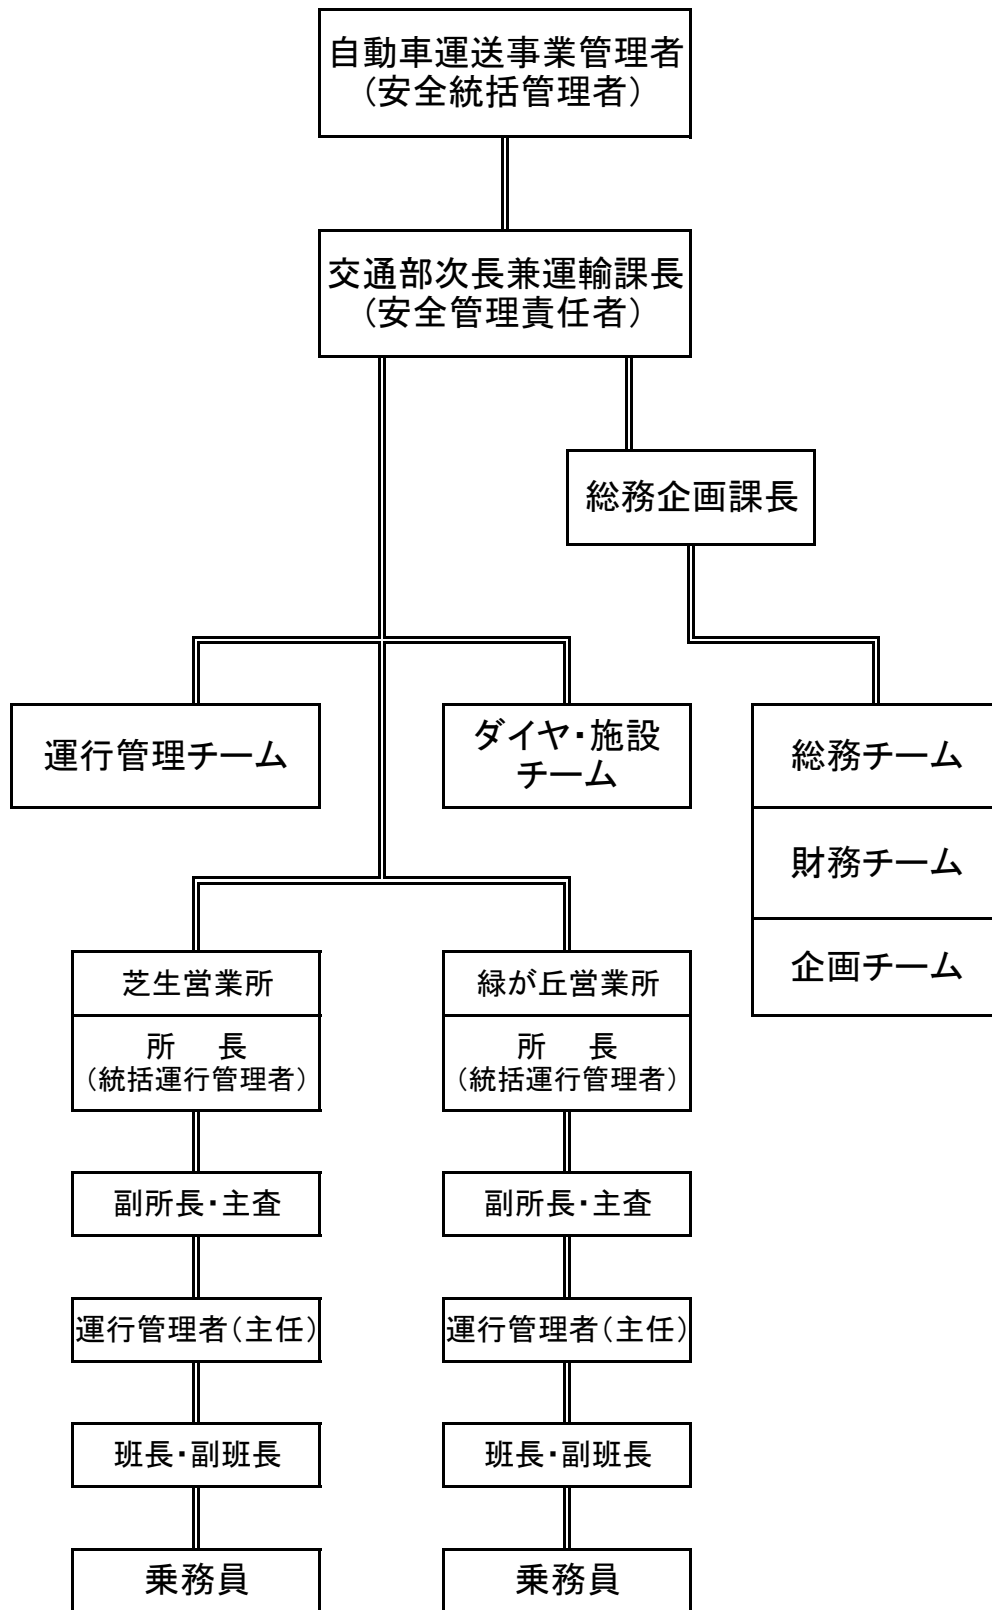 自動車運送事業管理者
(安全統括管理者)
交通部次長兼運輸課長
(安全管理責任者)
総務企画課長
運行管理チーム
ダイヤ・施設
チーム
総務チーム
財務チーム
企画チーム
芝生営業所
所　長
(統括運行管理者)
緑が丘営業所
所　長
(統括運行管理者)
副所長・主査
副所長・主査
運行管理者(主任)
運行管理者(主任)
班長・副班長
班長・副班長
乗務員
乗務員